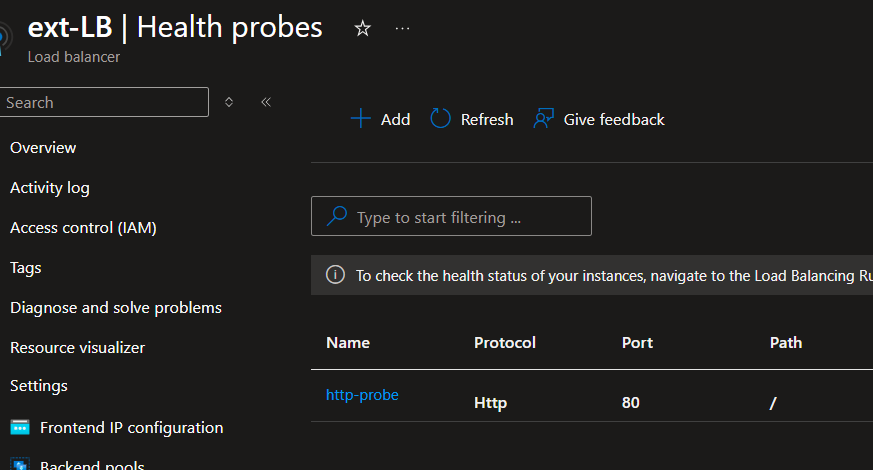 ext-LB | Health probes
Load balancer
Search
Add
Refresh
Give feedback
Overview
Activity log
Access control (IAM)
Tags
Diagnose and solve problems
Resource visualizer
Settings
Frontend IP configuration
Backend pools
Type to start filtering ...
To check the health status of your instances, navigate to the Load Balancing Ru
Name Protocol Port Path
http-probe Http 80 /